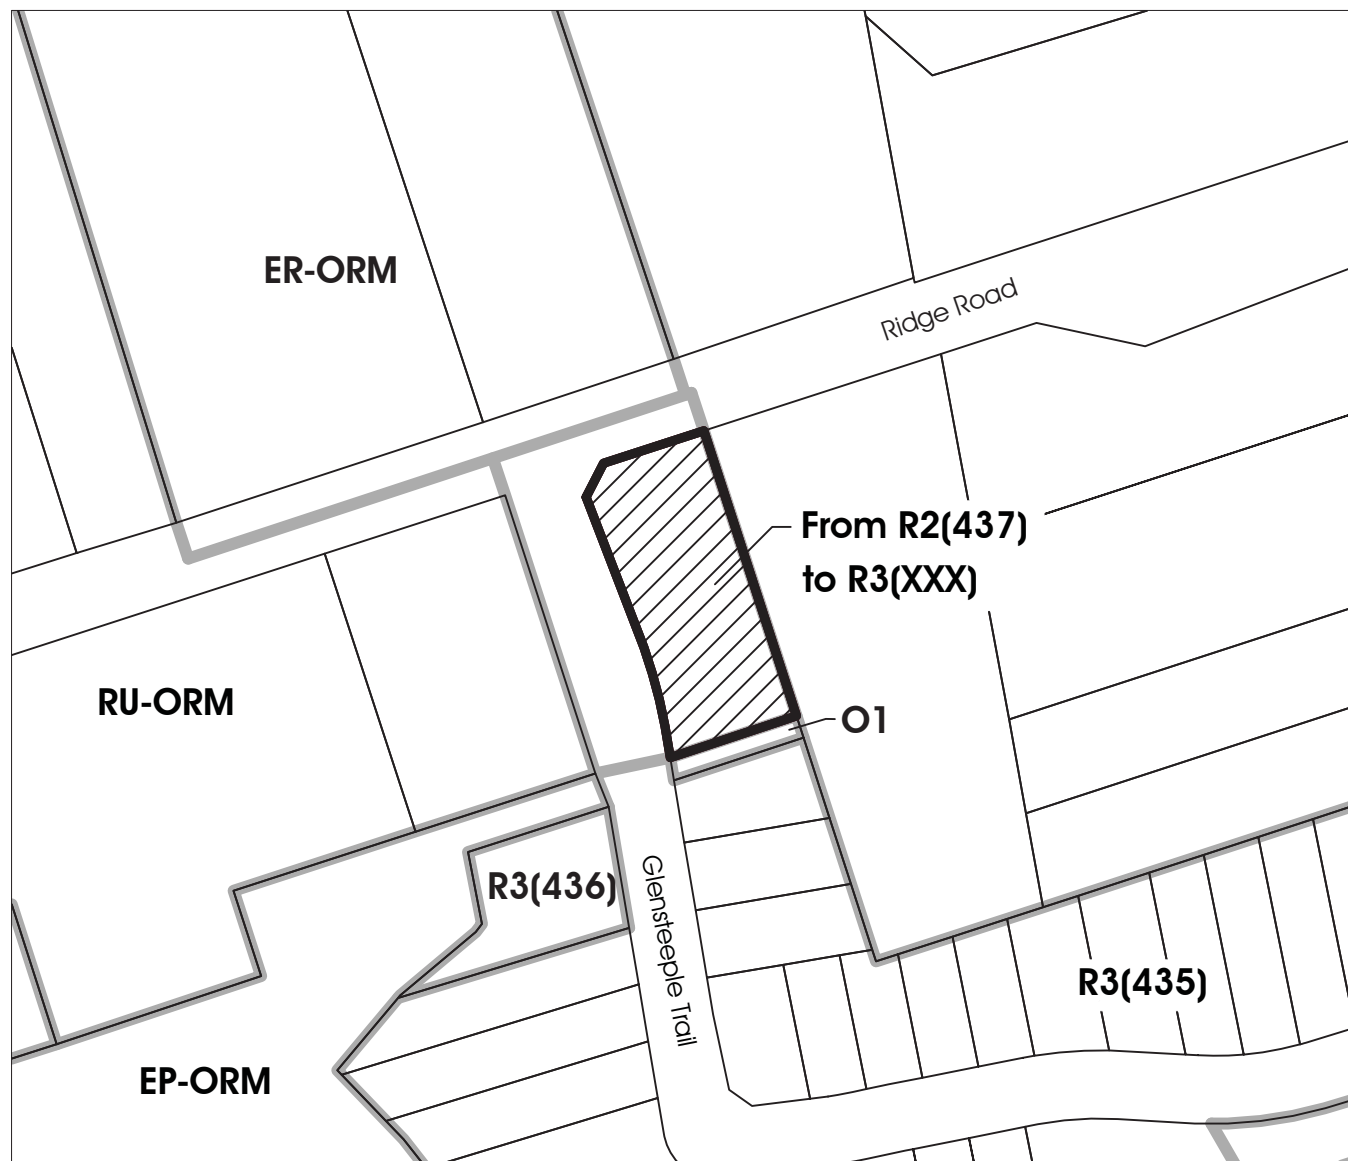 ER-ORM
Ridge Road
From R2(437)
to R3(XXX)
RU-ORM
O1
R3(436)
Glensteeple Trail
R3(435)
EP-ORM